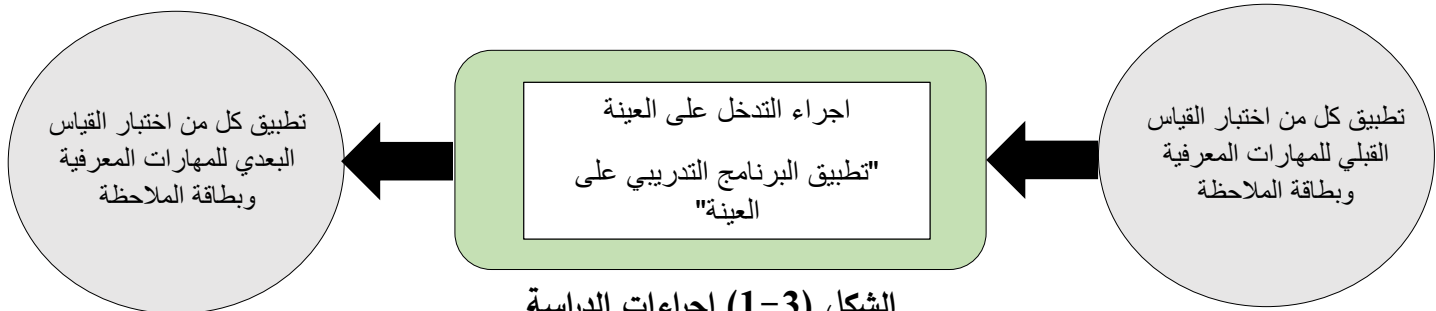 تطبيق كل من اختبار القياس
القبلي للمهارات المعرفية
وبطاقة الملاحظة
اجراء التدخل على العينة
"تطبيق البرنامج التدريبي على
العينة"
تطبيق كل من اختبار القياس
البعدي للمهارات المعرفية
وبطاقة الملاحظة
الشكل (3-1) اجراءات الدراسة